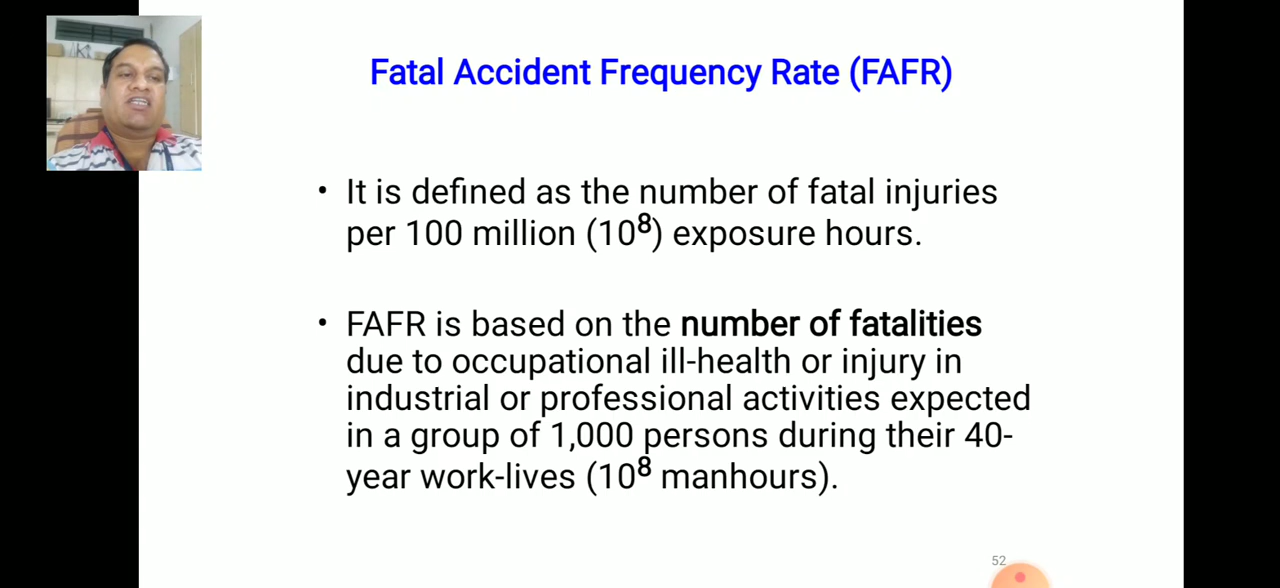 Fatal Accident Frequency Rate (FAFR)
• It is defined as the number of fatal injuries
per 100 million (10⁸) exposure hours.
• FAFR is based on the number of fatalities
due to occupational ill-health or injury in
industrial or professional activities expected
in a group of 1,000 persons during their 40-
year work-lives (10⁸ manhours).
52